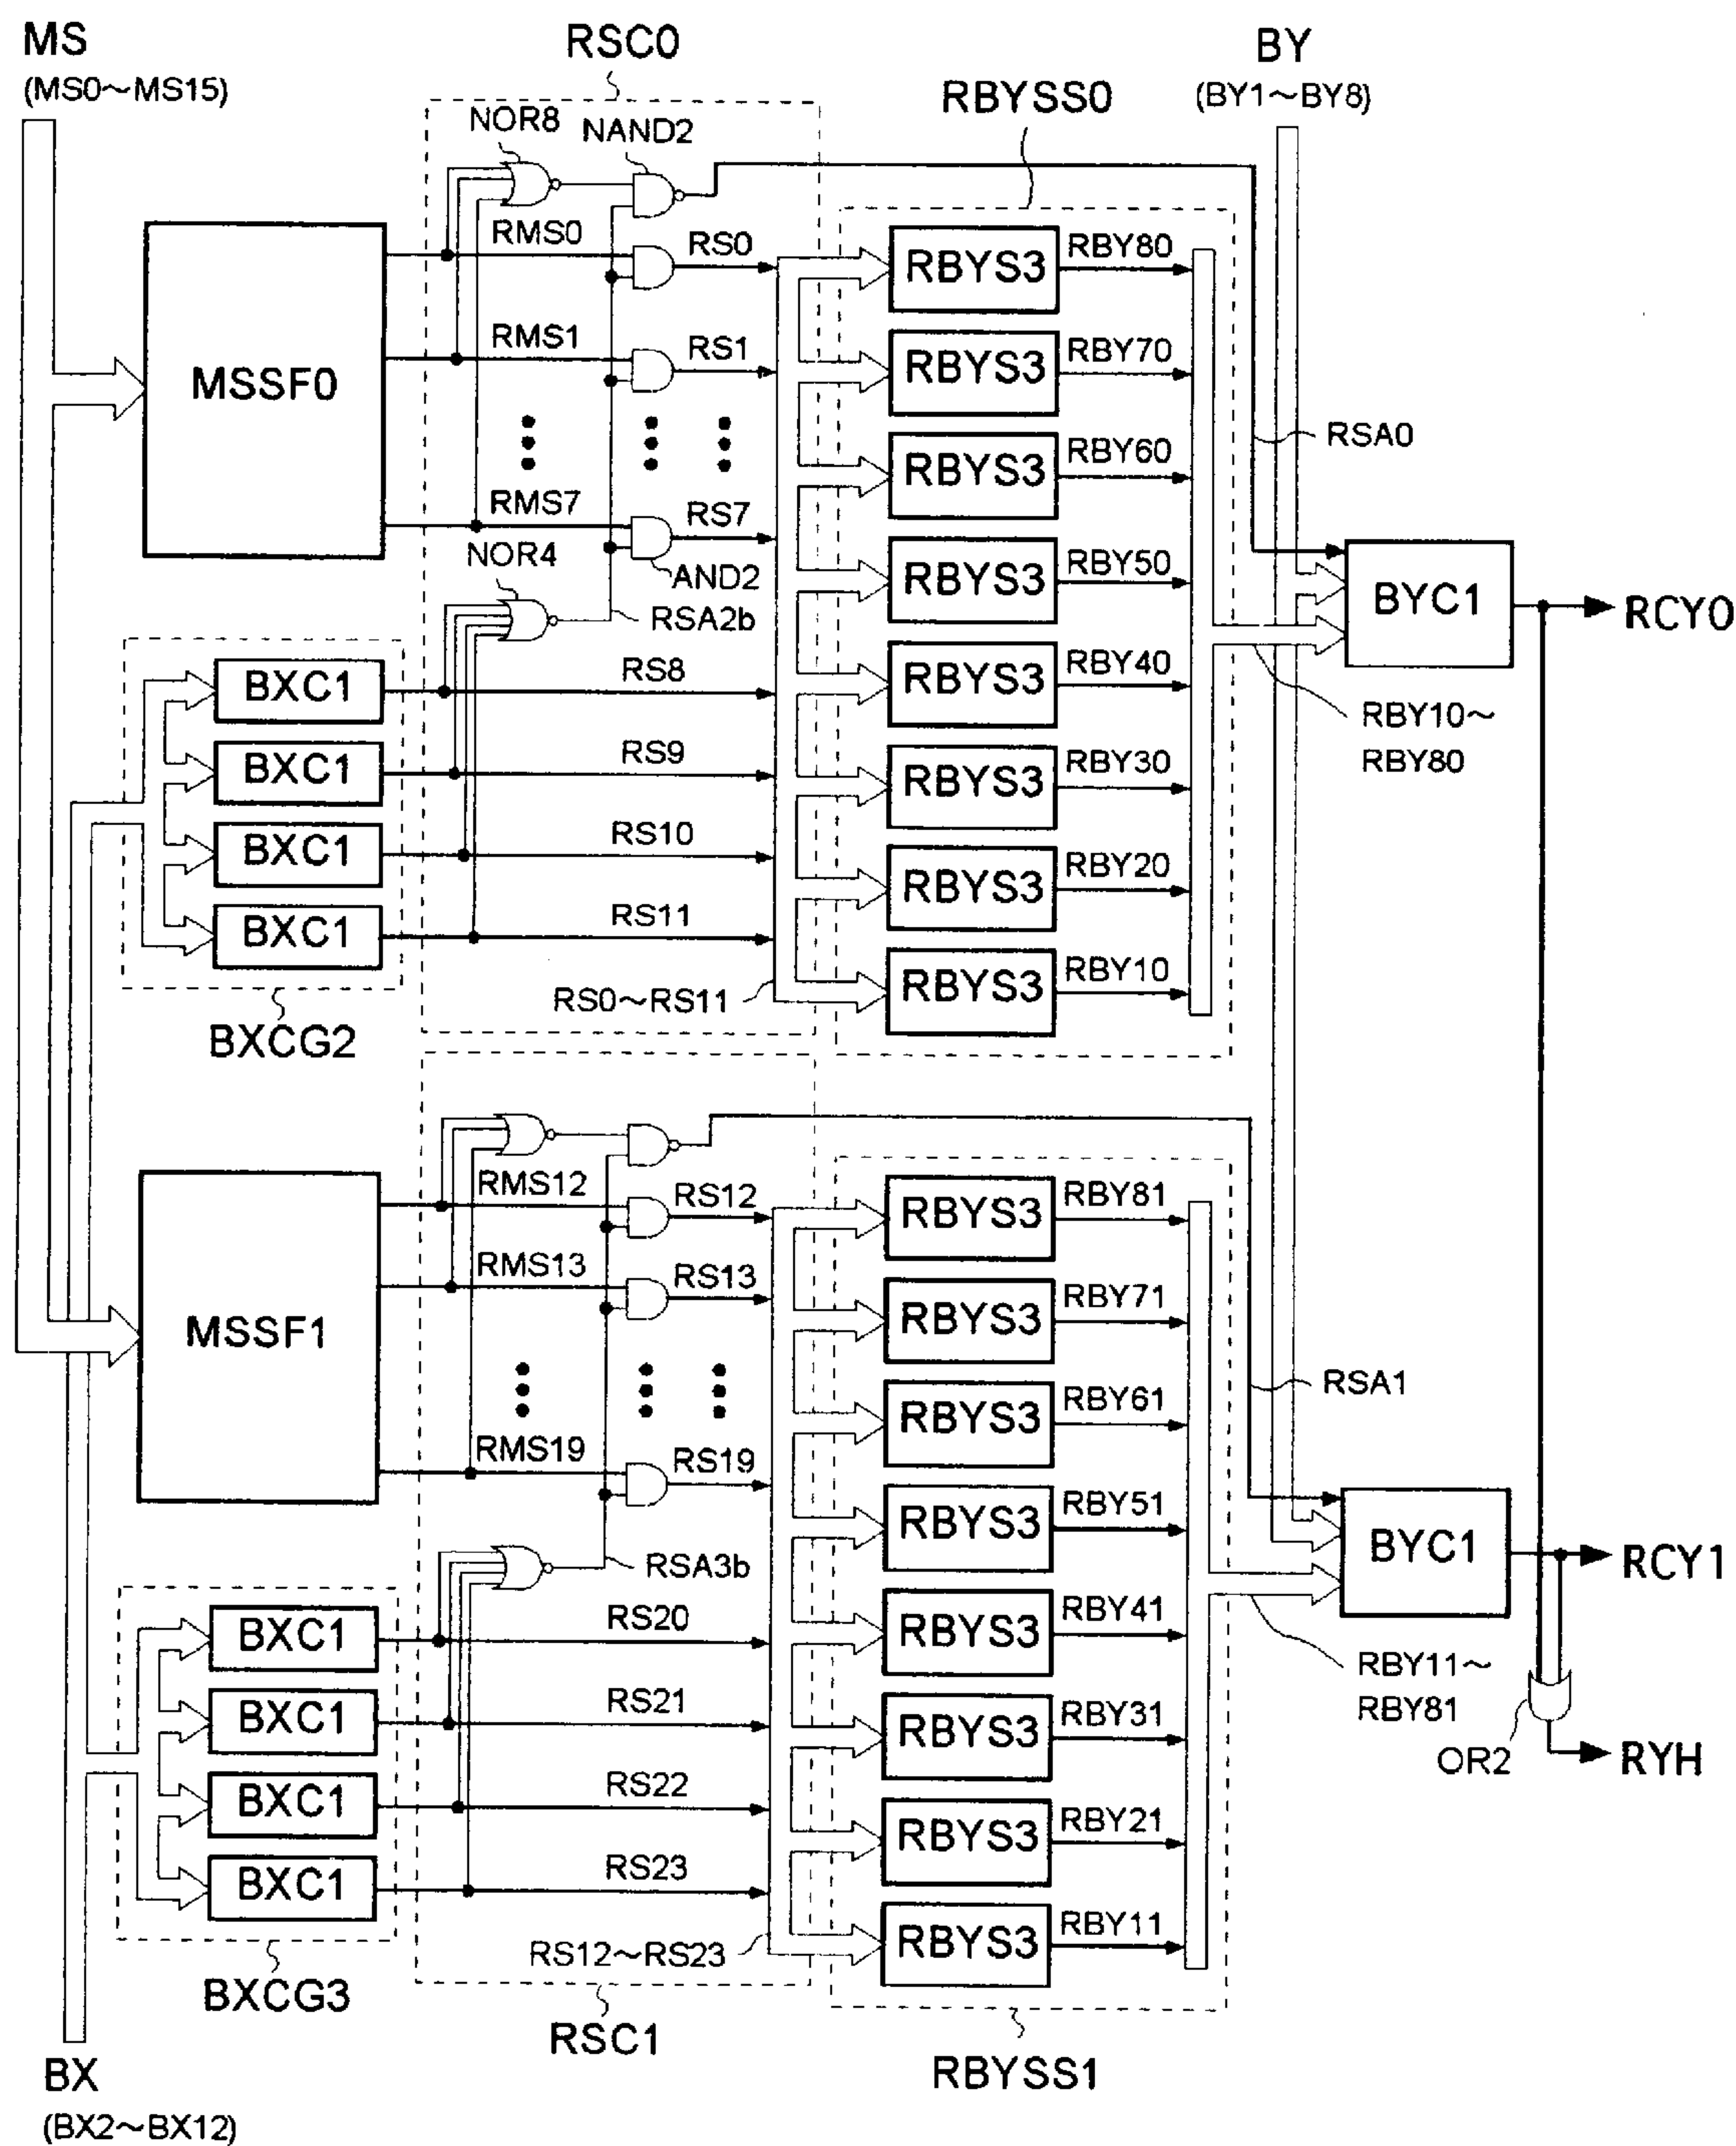 MS
(MS0~MS15)
RSC0
BY
(BY1~BY8)
NOR8
NAND2
RBYSS0
RMS0
RS0
RBYS3
RBY80
MSSF0
RMS1
RS1
RBYS3
RBY70
RSA0
RBYS3
RBY60
RMS7
RS7
NOR4
AND2
RSA2b
RBYS3
RBY50
BYC1
RCY0
BXC1
RS8
RBYS3
RBY40
RBY10~
RBY80
BXC1
RS9
RBYS3
RBY30
BXC1
RS10
RBYS3
RBY20
BXC1
RS11
RBYS3
RBY10
RS0~RS11
BXCG2
RMS12
RS12
RBYS3
RBY81
MSSF1
RMS13
RS13
RBYS3
RBY71
RSA1
RBYS3
RBY61
RMS19
RS19
RBYS3
RBY51
BYC1
RCY1
RSA3b
BXC1
RS20
RBYS3
RBY41
RBY11~
RBY81
BXC1
RS21
RBYS3
RBY31
OR2
RYH
BXC1
RS22
RBYS3
RBY21
BXC1
RS23
RBYS3
RBY11
RS12~RS23
BXCG3
RSC1
RBYSS1
BX
(BX2~BX12)